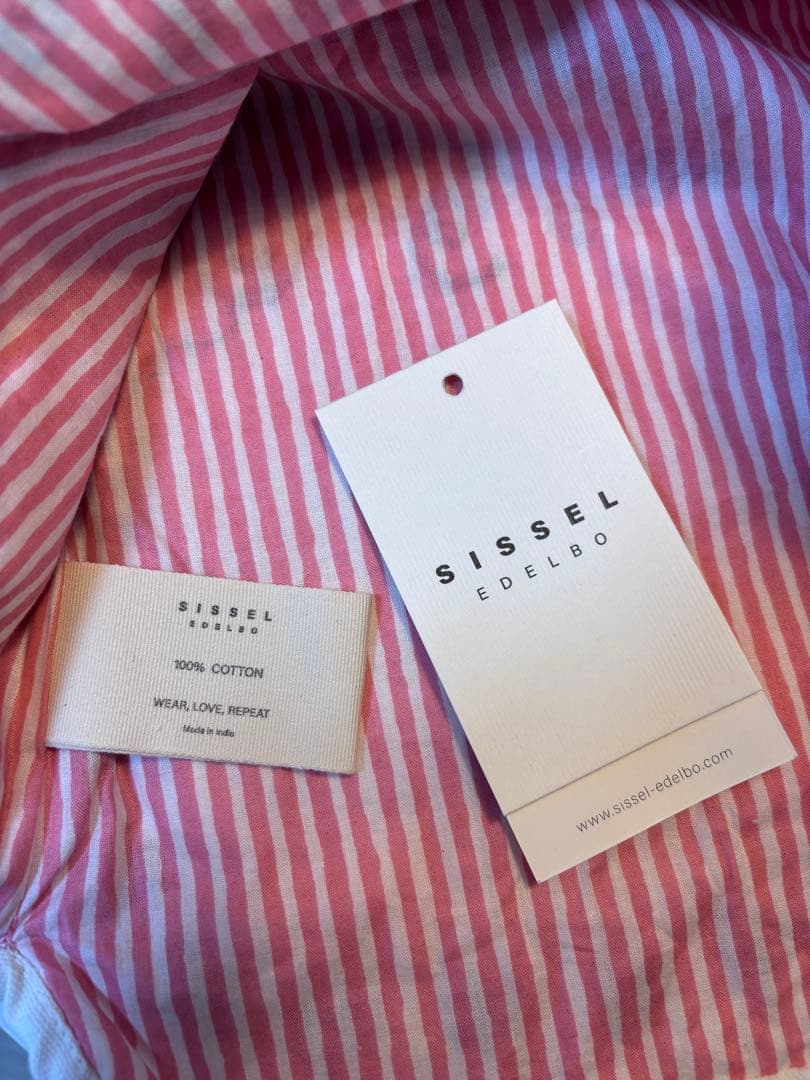 SISSEL
EDELBO
100% COTTON
WEAR, LOVE, REPEAT
Made in India
SISSEL
EDELBO
www.sissel-edelbo.com